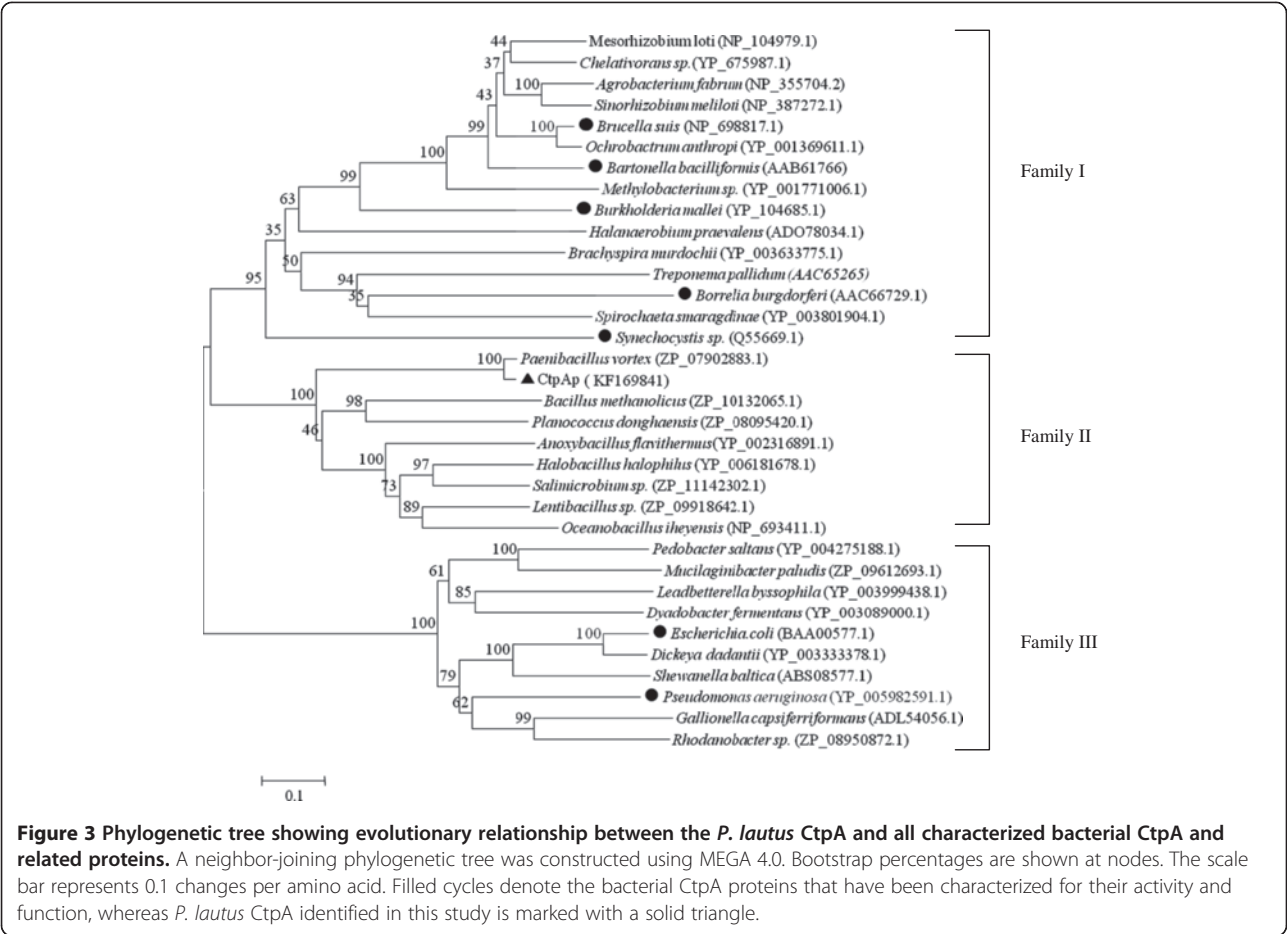 44
Mesorhizobium loti (NP_104979.1)
37
Chelativorans sp. (YP_675987.1)
100
Agrobacterium fabrum (NP_355704.2)
43
Sinorhizobium meliloti (NP_387272.1)
99
100
Brucella suis (NP_698817.1)
Ochrobactrum anthropi (YP_001369611.1)
100
Bartonella bacilliformis (AAB61766)
99
Methylobacterium sp. (YP_001771006.1)
63
Burkholderia mallei (YP_104685.1)
35
Halanaerobium praevalens (ADO78034.1)
50
Brachyspira murdochii (YP_003633775.1)
95
94
Treponema pallidum (AAC65265)
35
Borrelia burgdorferi (AAC66729.1)
Spirochaeta smaragdinae (YP_003801904.1)
Synechocystis sp. (Q55669.1)
Family I
100
Paenibacillus vortex (ZP_07902883.1)
CtpAp ( KF169841)
100
98
Bacillus methanolicus (ZP_10132065.1)
46
Planococcus donghaensis (ZP_08095420.1)
Anoxybacillus flavithermus(YP_002316891.1)
100
97
Halobacillus halophilus (YP_006181678.1)
73
Salimicrobium sp. (ZP_11142302.1)
89
Lentibacillus sp. (ZP_09918642.1)
Oceanobacillus iheyensis (NP_693411.1)
Family II
100
Pedobacter saltans (YP_004275188.1)
61
Mucilaginibacter paludis (ZP_09612693.1)
85
Leadbetterella byssophila (YP_003999438.1)
Dyadobacter fermentans (YP_003089000.1)
100
100
Escherichia.coli (BAA00577.1)
100
Dickeya dadantii (YP_003333378.1)
79
Shewanella baltica (ABS08577.1)
62
Pseudomonas aeruginosa (YP_005982591.1)
99
Gallionella capsiferriformans (ADL54056.1)
Rhodanobacter sp. (ZP_08950872.1)
Family III
0.1
Figure 3 Phylogenetic tree showing evolutionary relationship between the P. lautus CtpA and all characterized bacterial CtpA and
related proteins. A neighbor-joining phylogenetic tree was constructed using MEGA 4.0. Bootstrap percentages are shown at nodes. The scale
bar represents 0.1 changes per amino acid. Filled cycles denote the bacterial CtpA proteins that have been characterized for their activity and
function, whereas P. lautus CtpA identified in this study is marked with a solid triangle.